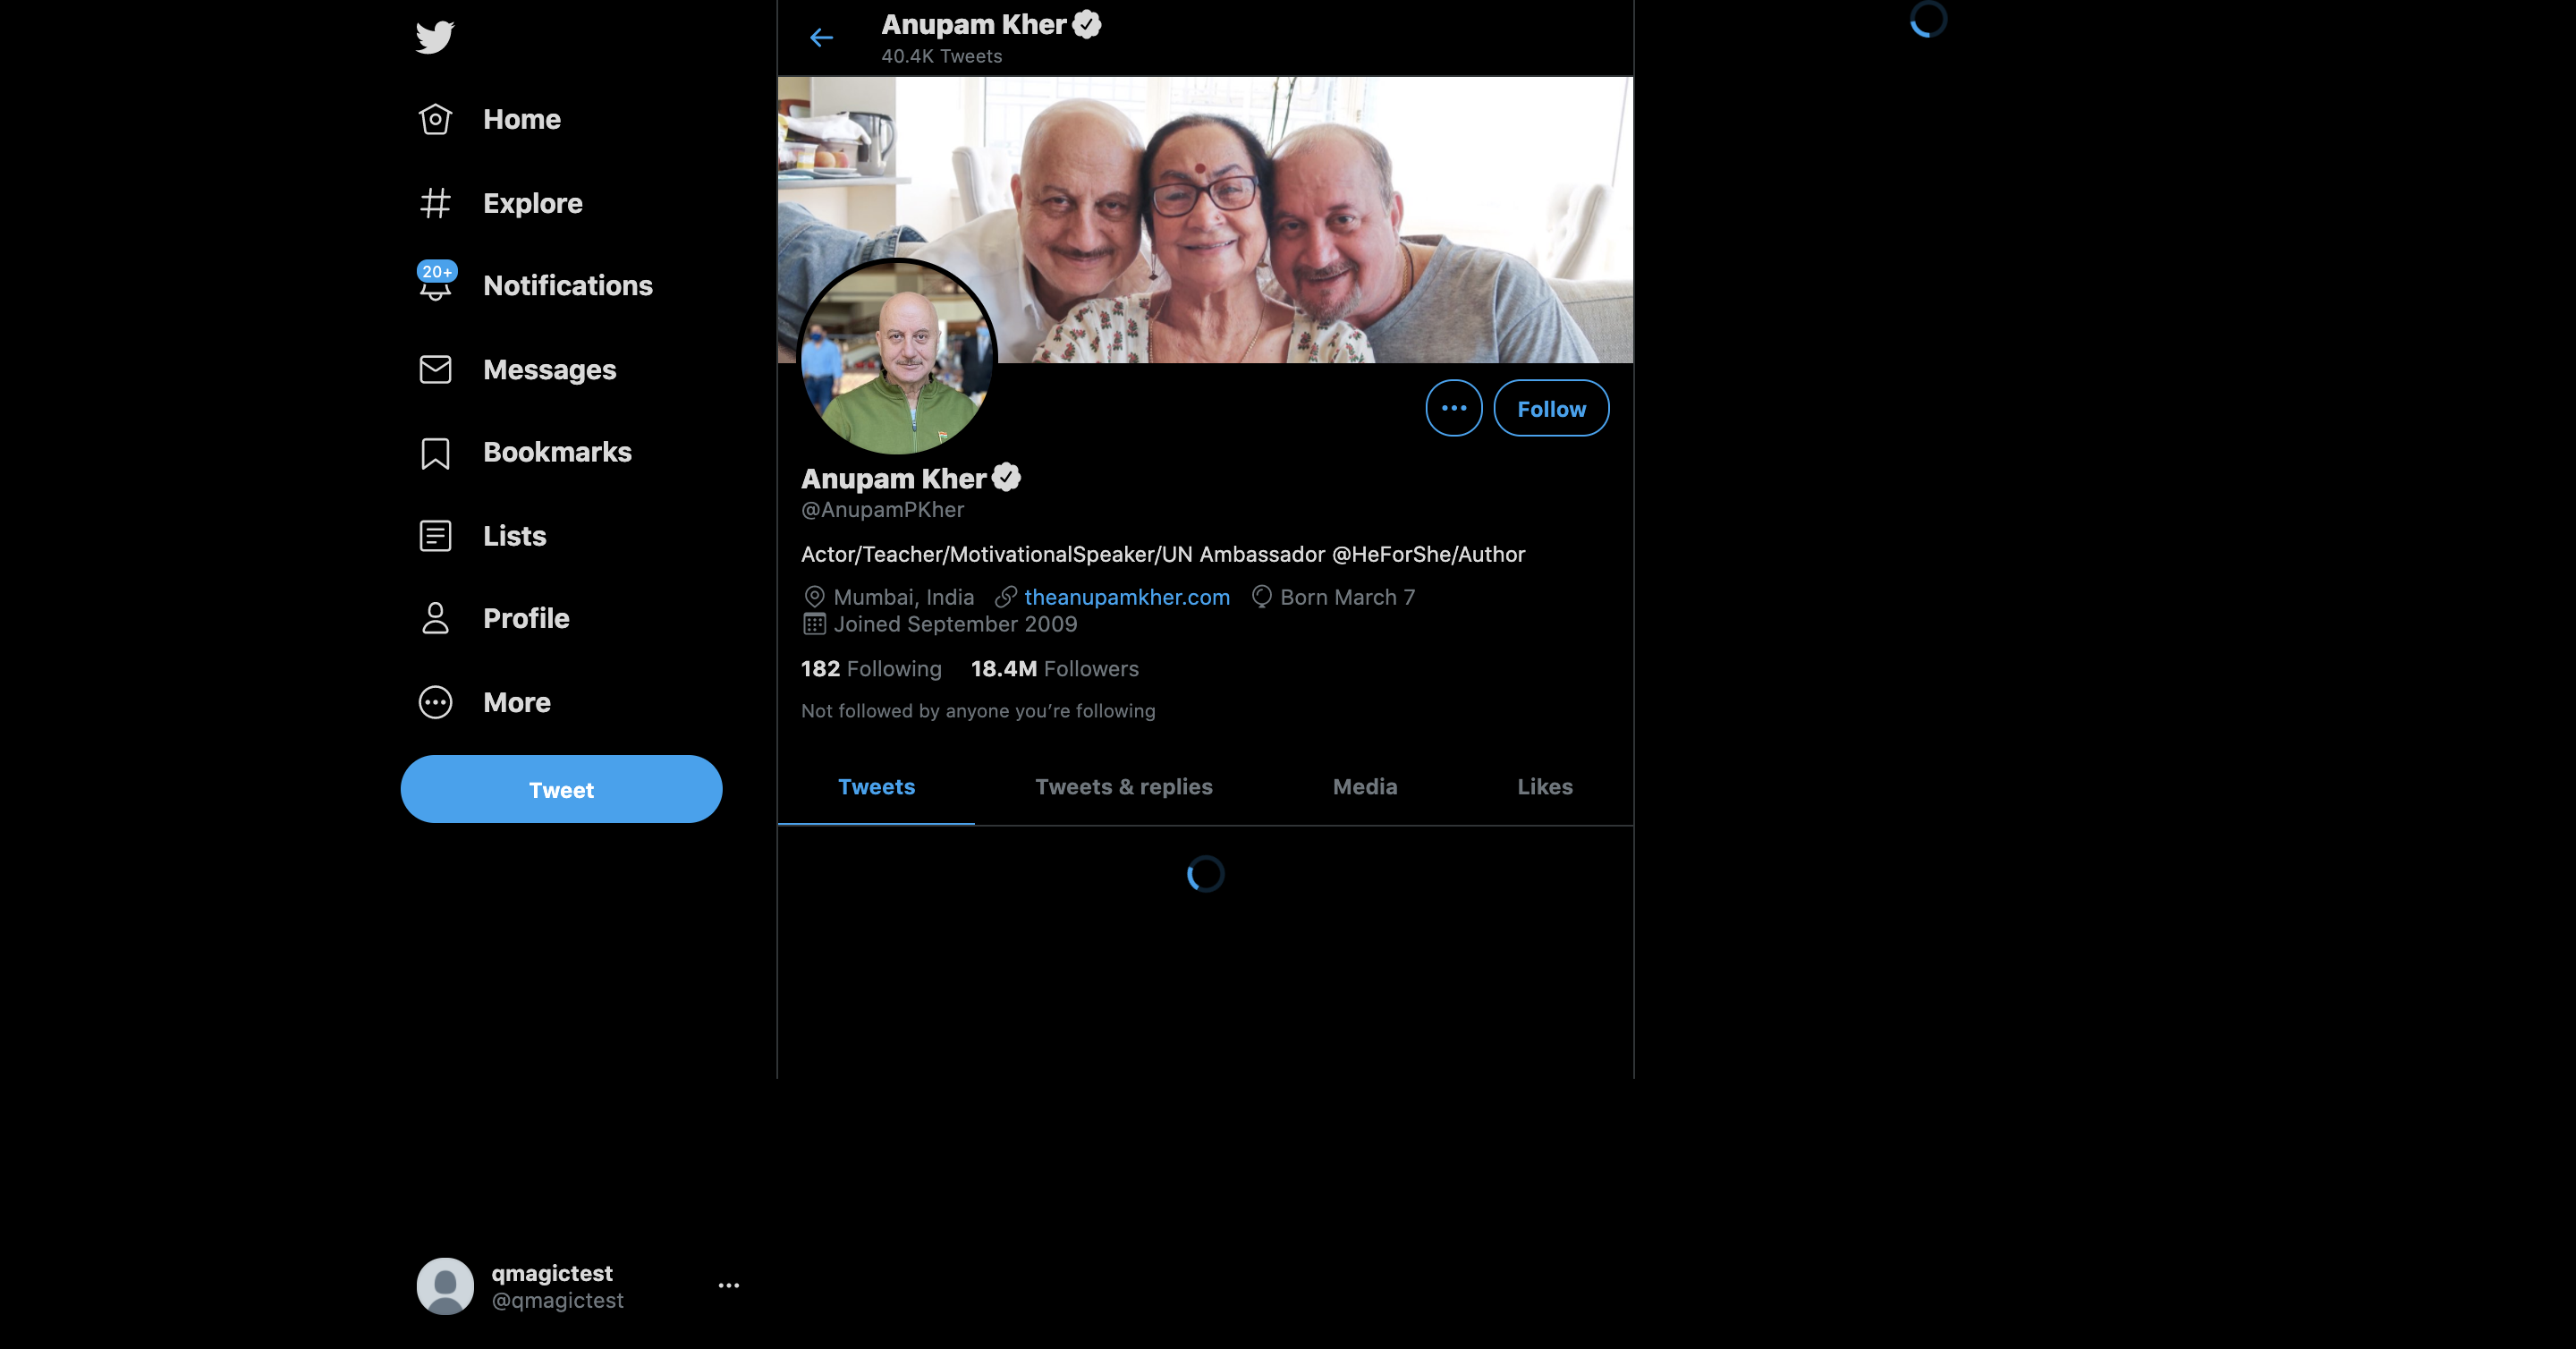 Home
Explore
20+
Notifications
Messages
Bookmarks
Lists
Profile
More
Tweet
qmagictest
@qmagictest
Anupam Kher
40.4K Tweets
Follow
Anupam Kher
@AnupamPKher
Actor/Teacher/MotivationalSpeaker/UN Ambassador @HeForShe/Author
Mumbai, India theanupamkher.com Born March 7
Joined September 2009
182 Following 18.4M Followers
Not followed by anyone you’re following
Tweets Tweets & replies Media Likes